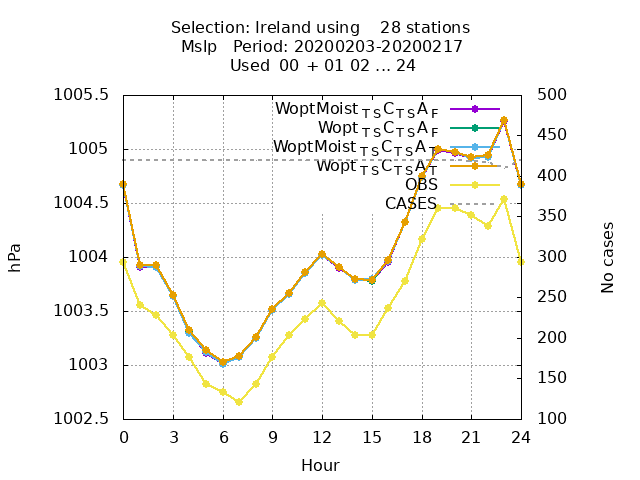 Selection: Ireland using 28 stations
Mslp Period: 20200203-20200217
Used 00 + 01 02 ... 24
1005.5
1005
1004.5
1004
1003.5
1003
1002.5
hPa
500
450
400
350
300
250
200
150
100
No cases
WoptMoist TS C TS A F
Wopt TS C TS A F
WoptMoist TS C TS A T
Wopt TS C TS A T
OBS
CASES
0 3 6 9 12 15 18 21 24
Hour